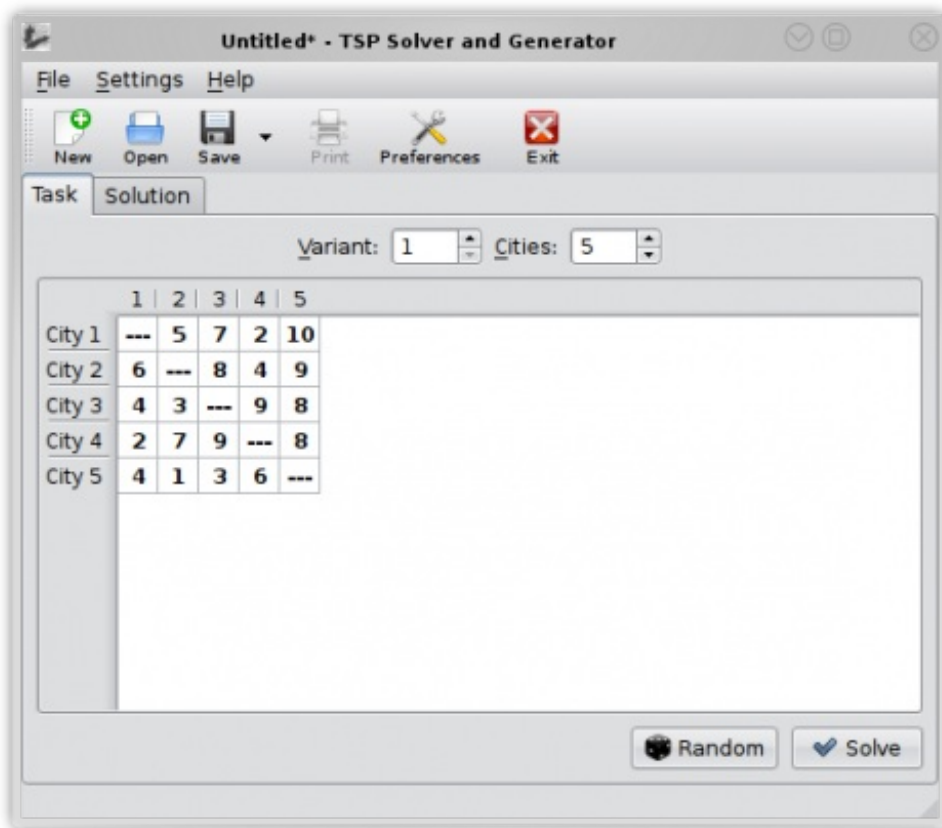 Untitled* - TSP Solver and Generator
File Settings Help
New Open Save Print Preferences Exit
Task Solution
Variant: 1 Cities: 5
1 2 3 4 5
City 1 --- 5 7 2 10
City 2 6 --- 8 4 9
City 3 4 3 --- 9 8
City 4 2 7 9 --- 8
City 5 4 1 3 6 ---
Random Solve